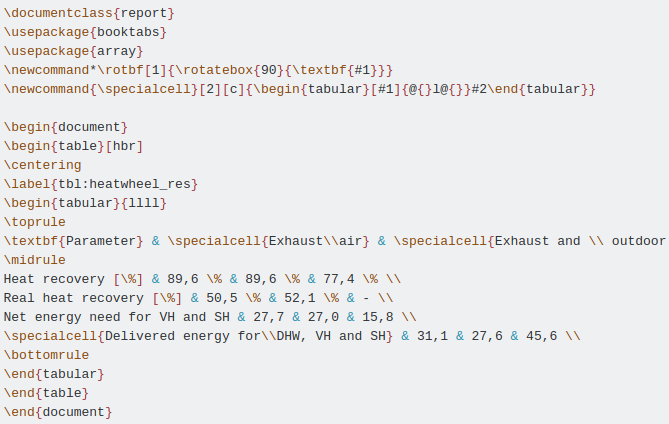 \documentclass{report}
\usepackage{booktabs}
\usepackage{array}
\newcommand*\rotbf[1]{\rotatebox{90}{\textbf{#1}}}
\newcommand{\specialcell}[2][c]{\begin{tabular}[#1]{@{}l@{}}#2\end{tabular}}
\begin{document}
\begin{table}[hbr]
\centering
\label{tbl:heatwheel_res}
\begin{tabular}{llll}
\toprule
\textbf{Parameter} & \specialcell{Exhaust\\air} & \specialcell{Exhaust and \\ outdoor
\midrule
Heat recovery [\%] & 89,6 \% & 89,6 \% & 77,4 \% \\
Real heat recovery [\%] & 50,5 \% & 52,1 \% & - \\
Net energy need for VH and SH & 27,7 & 27,0 & 15,8 \\
\specialcell{Delivered energy for\\DHW, VH and SH} & 31,1 & 27,6 & 45,6 \\
\bottomrule
\end{tabular}
\end{table}
\end{document}